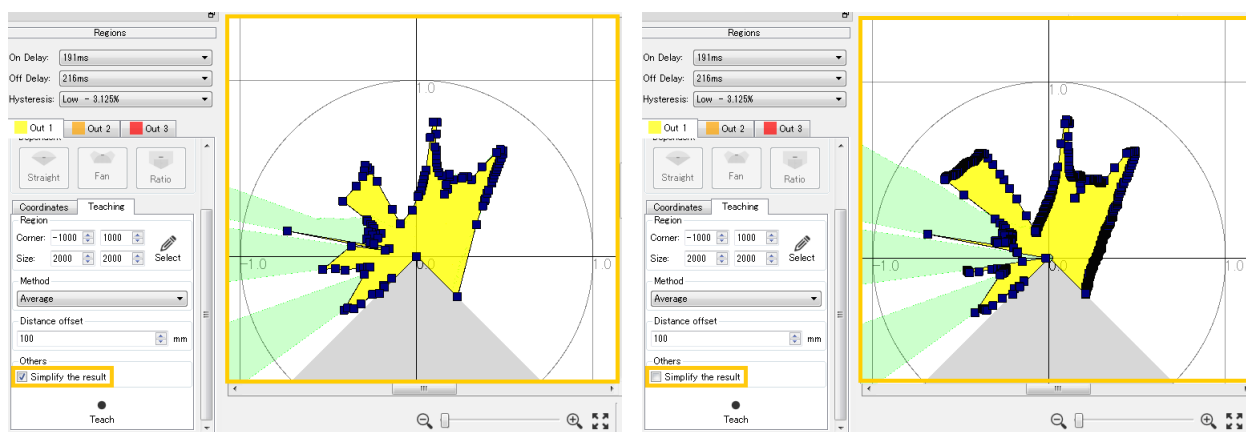 Regions
On Delay: 191ms
Off Delay: 216ms
Hysteresis: Low - 3.125%
Out 1 Out 2 Out 3
Dependent
Straight Fan Ratio
Coordinates Teaching
Region
Corner: -1000 1000
Size: 2000 2000 Select
Method
Average
Distance offset
100 mm
Others
Simplify the result
Teach
1.0
-1.0 0.0 1.0
Regions
On Delay: 191ms
Off Delay: 216ms
Hysteresis: Low - 3.125%
Out 1 Out 2 Out 3
Dependent
Straight Fan Ratio
Coordinates Teaching
Region
Corner: -1000 1000
Size: 2000 2000 Select
Method
Average
Distance offset
100 mm
Others
Simplify the result
Teach
1.0
-1.0 0.0 1.0